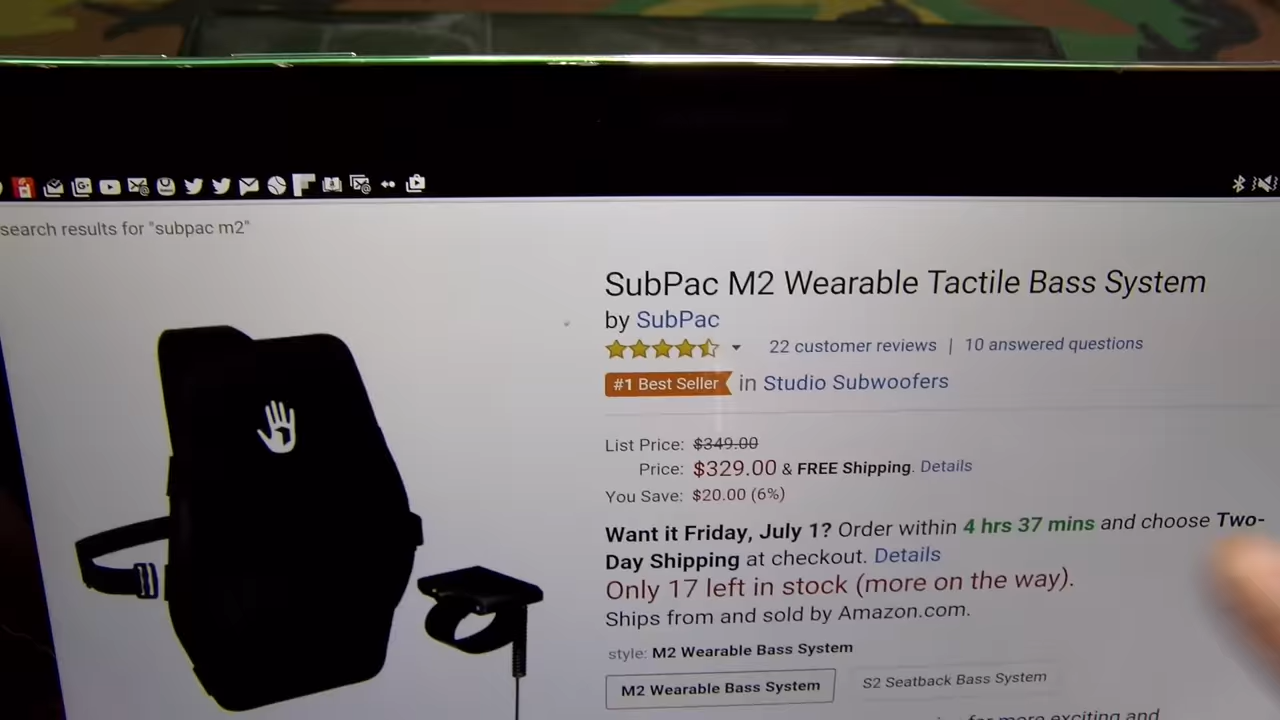 search results for "subpac m2"
SubPac M2 Wearable Tactile Bass System
by SubPac
22 customer reviews | 10 answered questions
#1 Best Seller in Studio Subwoofers
List Price: $349.00
Price: $329.00 & FREE Shipping. Details
You Save: $20.00 (6%)
Want it Friday, July 1? Order within 4 hrs 37 mins and choose Two-
Day Shipping at checkout. Details
Only 17 left in stock (more on the way).
Ships from and sold by Amazon.com.
style: M2 Wearable Bass System
M2 Wearable Bass System S2 Seatback Bass System
for more exciting and